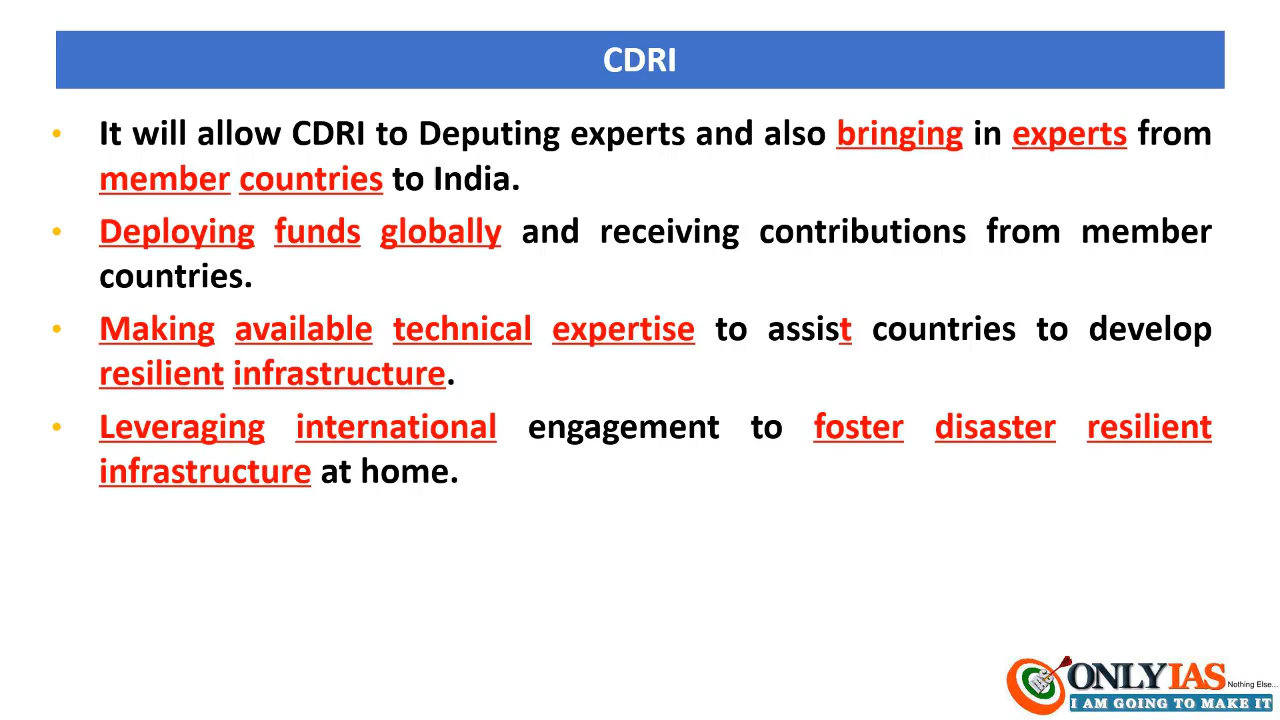 CDRI
• It will allow CDRI to Deputing experts and also bringing in experts from
member countries to India.
• Deploying funds globally and receiving contributions from member
countries.
• Making available technical expertise to assist countries to develop
resilient infrastructure.
• Leveraging international engagement to foster disaster resilient
infrastructure at home.
ONLY IAS Nothing Else...
I AM GOING TO MAKE IT